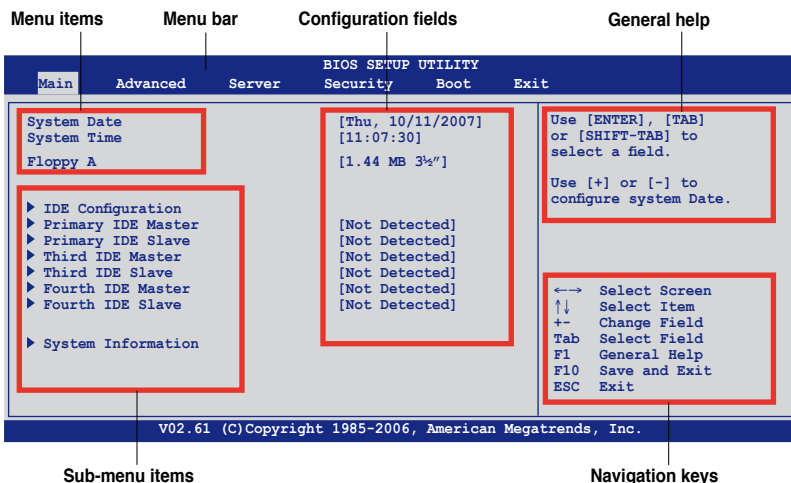 Menu items Menu bar Configuration fields General help
BIOS SETUP UTILITY
Main Advanced Server Security Boot Exit
System Date [Thu, 10/11/2007]
System Time [11:07:30]
Floppy A [1.44 MB 3½"]
IDE Configuration
Primary IDE Master [Not Detected]
Primary IDE Slave [Not Detected]
Third IDE Master [Not Detected]
Third IDE Slave [Not Detected]
Fourth IDE Master [Not Detected]
Fourth IDE Slave [Not Detected]
System Information
Use [ENTER], [TAB]
or [SHIFT-TAB] to
select a field.
Use [+] or [-] to
configure system Date.
←→ Select Screen
↑↓ Select Item
+- Change Field
Tab Select Field
F1 General Help
F10 Save and Exit
ESC Exit
V02.61 (C)Copyright 1985-2006, American Megatrends, Inc.
Sub-menu items Navigation keys